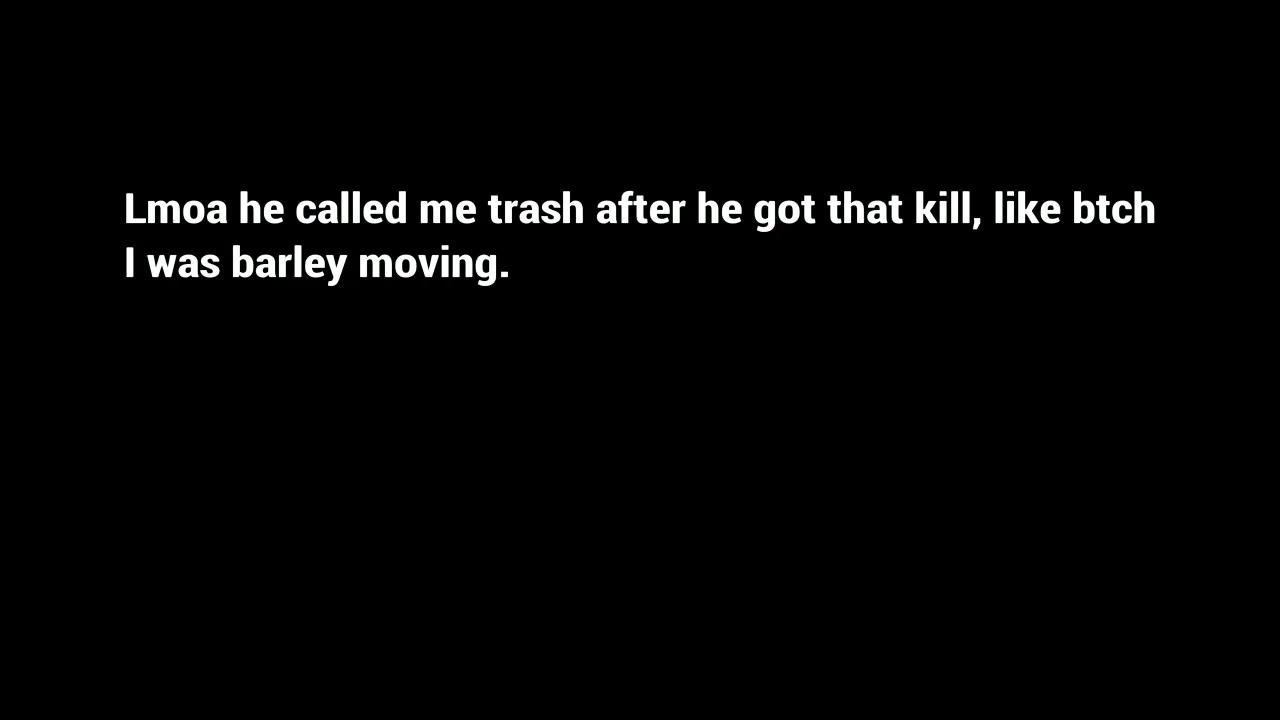 Lmoa he called me trash after he got that kill, like btch
I was barley moving.